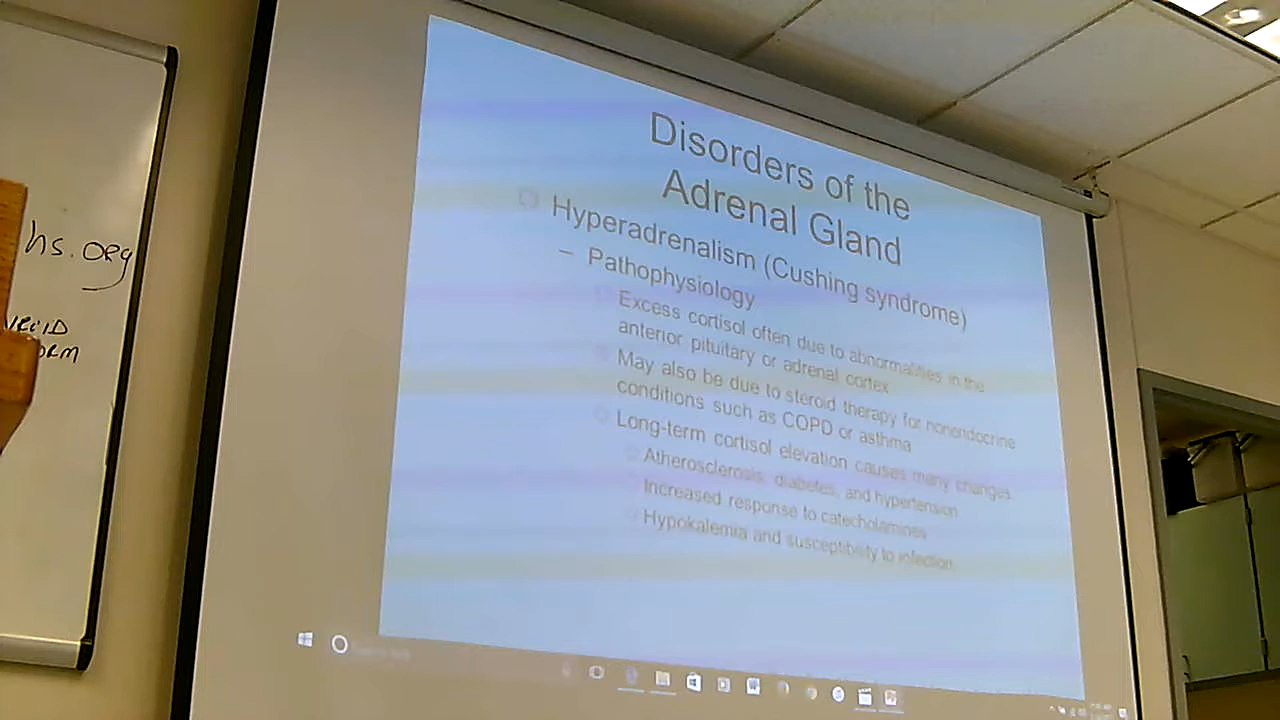 hs.org
Disorders of the
Adrenal Gland
Hyperadrenalism (Cushing syndrome)
– Pathophysiology
Excess cortisol often due to abnormalities in the
anterior pituitary or adrenal cortex
May also be due to steroid therapy for nonendocrine
conditions such as COPD or asthma
Long-term cortisol elevation causes many changes
Atherosclerosis, diabetes, and hypertension
Increased response to catecholamines
Hypokalemia and susceptibility to infection